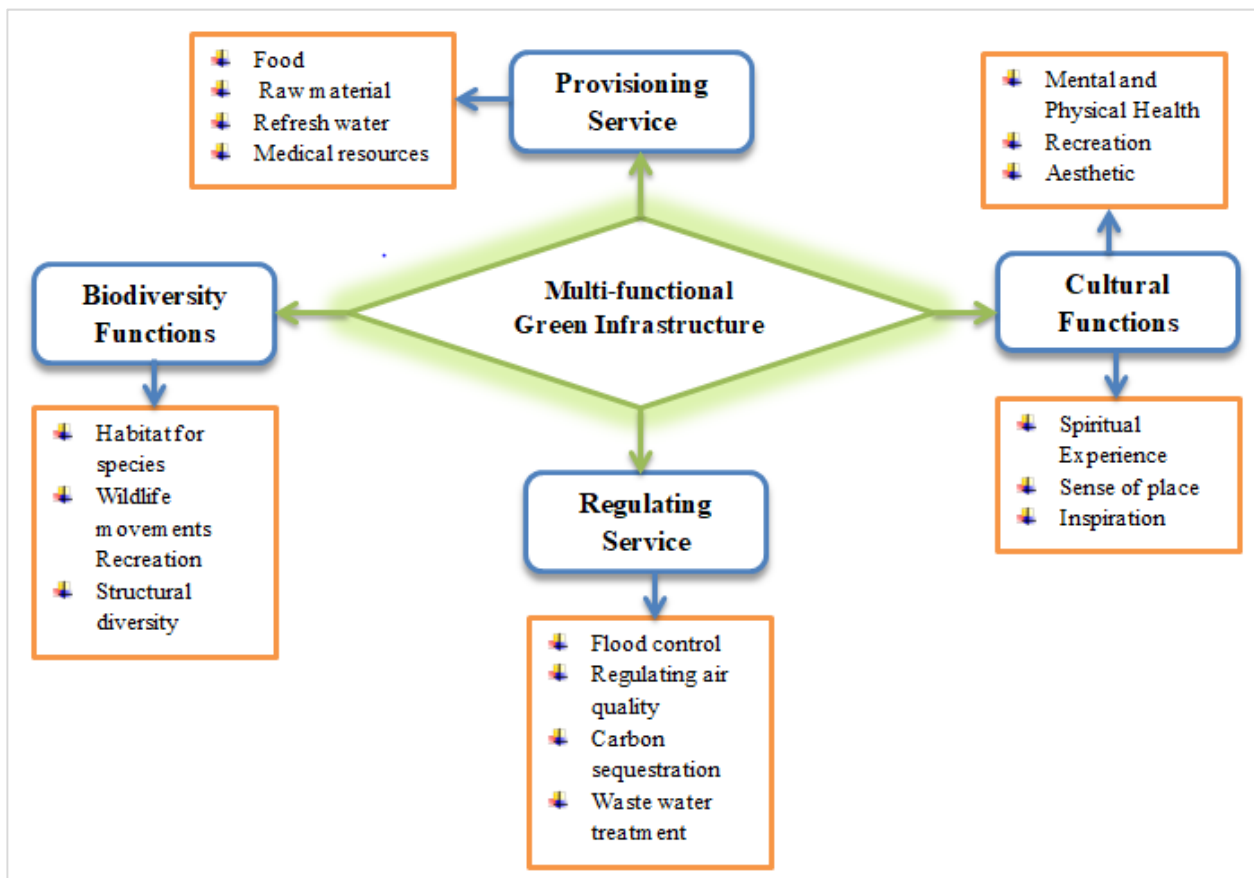 Food
Raw material
Refresh water
Medical resources
Provisioning
Service
Mental and
Physical Health
Recreation
Aesthetic
Biodiversity
Functions
Multi-functional
Green Infrastructure
Cultural
Functions
Habitat for
species
Wildlife
movements
Recreation
Structural
diversity
Regulating
Service
Spiritual
Experience
Sense of place
Inspiration
Flood control
Regulating air
quality
Carbon
sequestration
Waste water
treatment